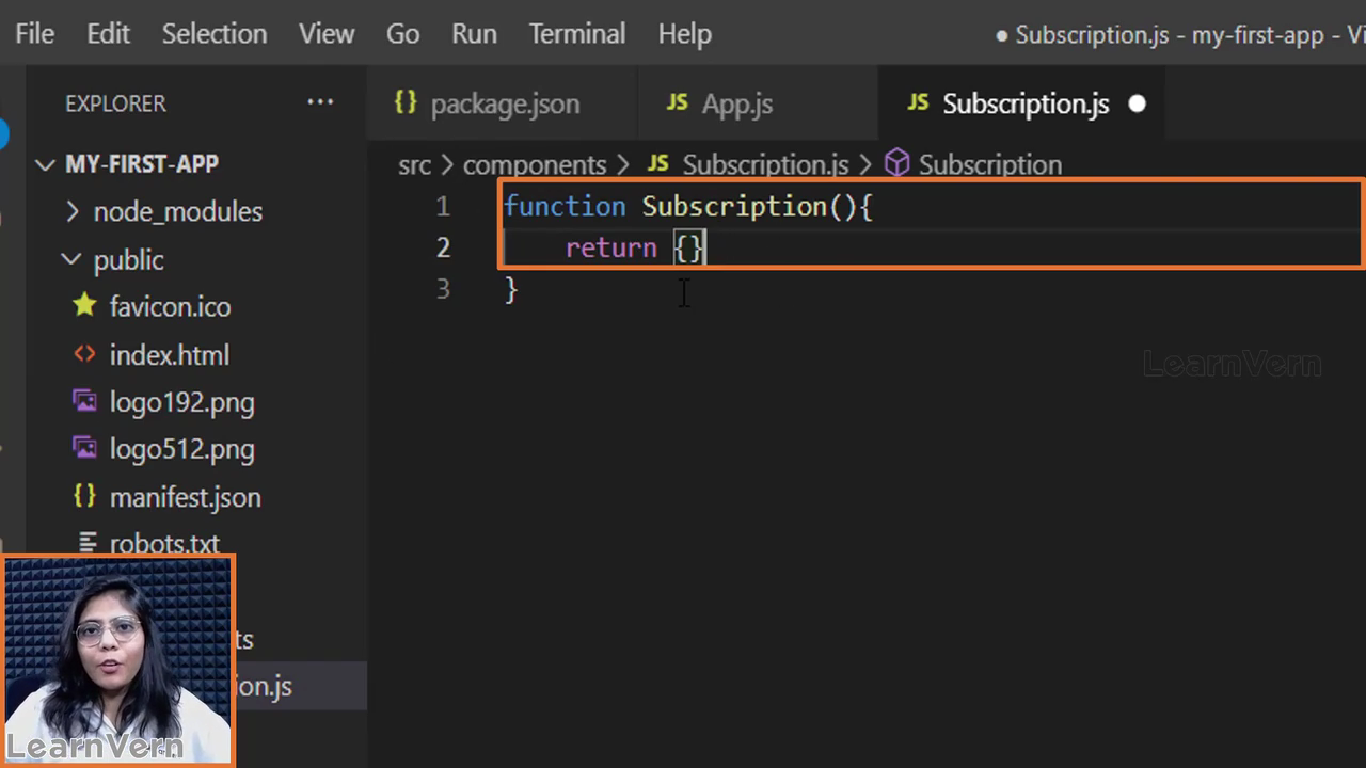 File Edit Selection View Go Run Terminal Help
● Subscription.js - my-first-app - Vi
EXPLORER ···
{} package.json JS App.js JS Subscription.js ●
MY-FIRST-APP
src > components > JS Subscription.js > Subscription
node_modules
public
favicon.ico
index.html
logo192.png
logo512.png
manifest.json
robots.txt
ts
ion.js
1 function Subscription(){
2 return {}
3 }
LearnVern
LearnVern